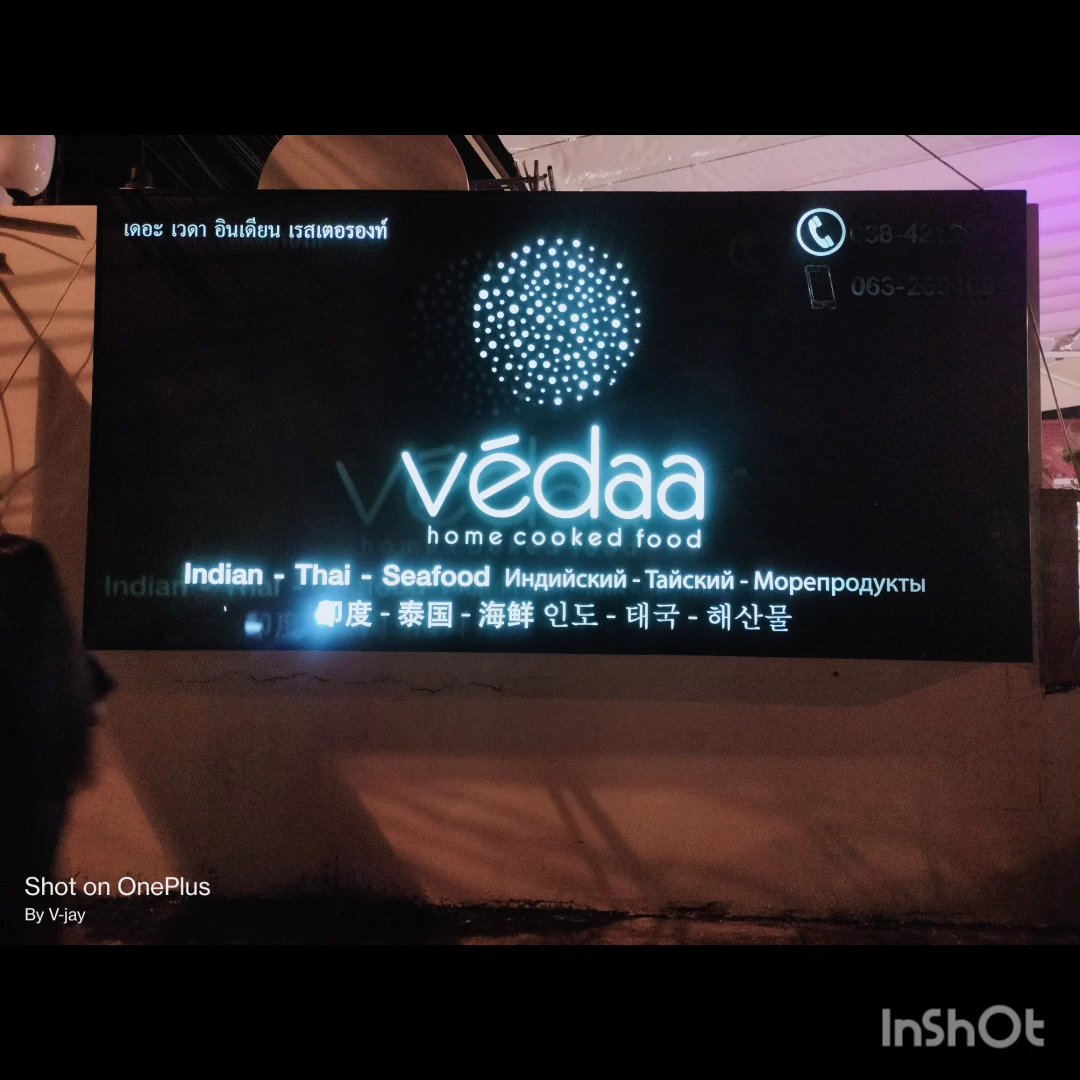 เดอะ เวดา อินเดียน เรสเตอรองท์
vēdaa
home cooked food
Indian - Thai - Seafood Индийский - Тайский - Морепродукты
印度 - 泰国 - 海鲜 인도 - 태국 - 해산물
Shot on OnePlus
By V-jay
InShOt